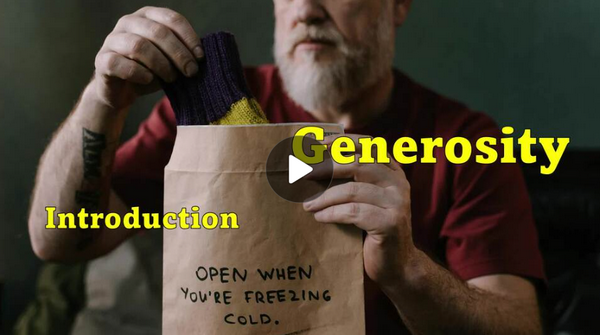 Generosity
Introduction
OPEN WHEN
YOU'RE FREEZING
COLD.